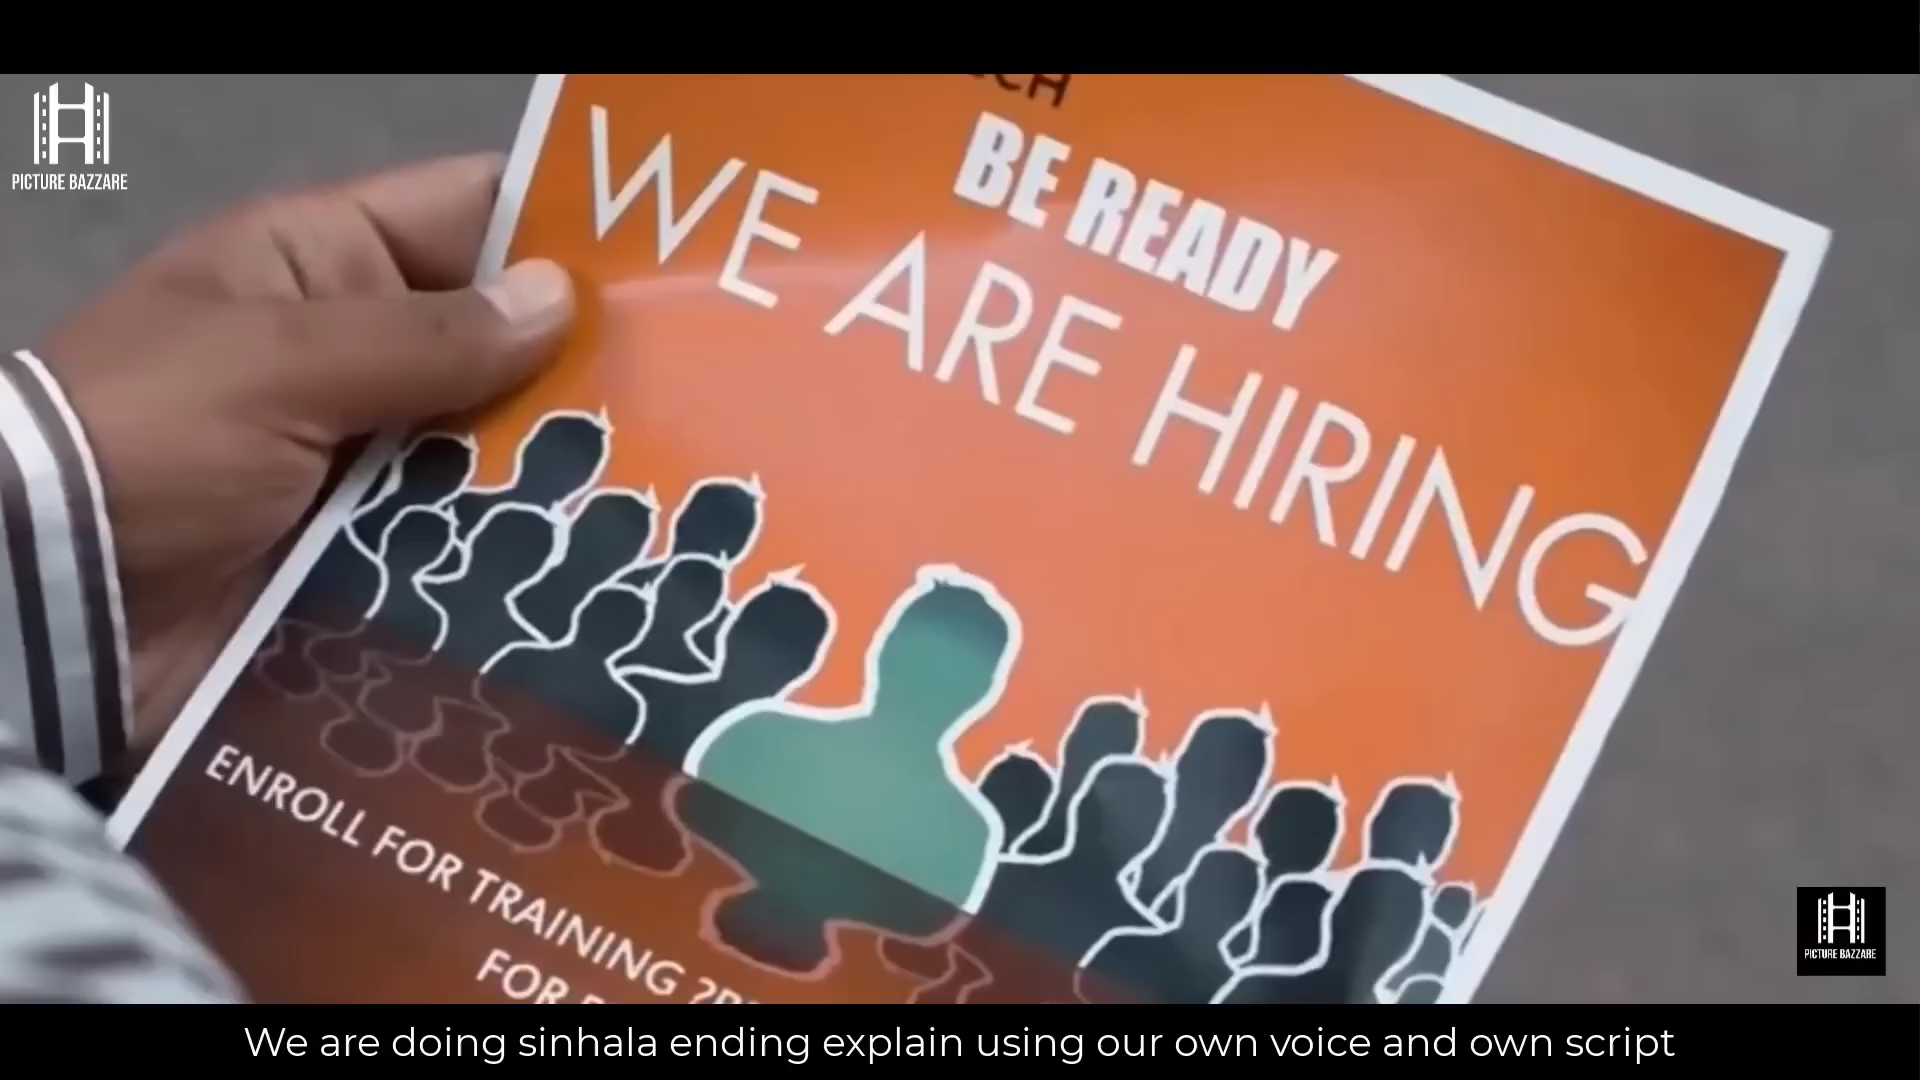 PICTURE BAZZARE
BE READY
WE ARE HIRING
ENROLL FOR TRAINING
FOR
PICTURE BAZZARE
We are doing sinhala ending explain using our own voice and own script